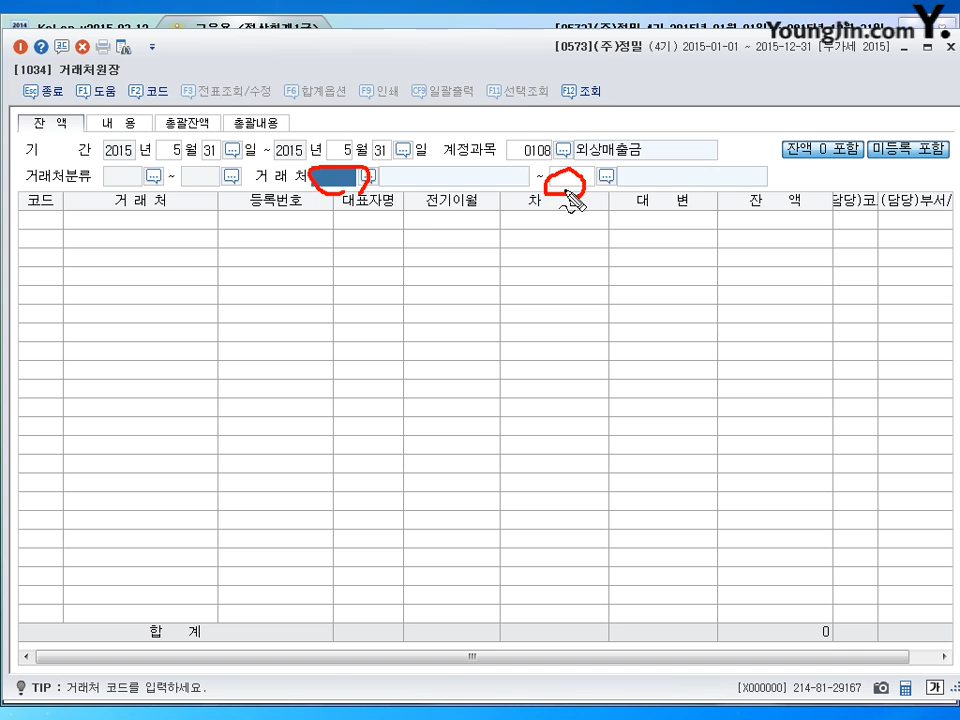 YoungJin.com Y.
[0573](주)정밀 (4기) 2015-01-01 ~ 2015-12-31 [부가세 2015]
[1034] 거래처원장
Esc 종료 F1 도움 F2 코드 F3 전표조회/수정 F6 합계옵션 F9 인쇄 CF9 일괄출력 F11 선택조회 F12 조회
잔 액 내 용 총괄잔액 총괄내용
기 간 2015 년 5 월 31 일 ~ 2015 년 5 월 31 일 계정과목 0108 외상매출금 잔액 0 포함 미등록 포함
거래처분류 ~ 거 래 처 ~
코드 거 래 처 등록번호 대표자명 전기이월 차 대 변 잔 액 담당)코 (담당)부서/
합 계 0
TIP : 거래처 코드를 입력하세요.
[X000000] 214-81-29167 가